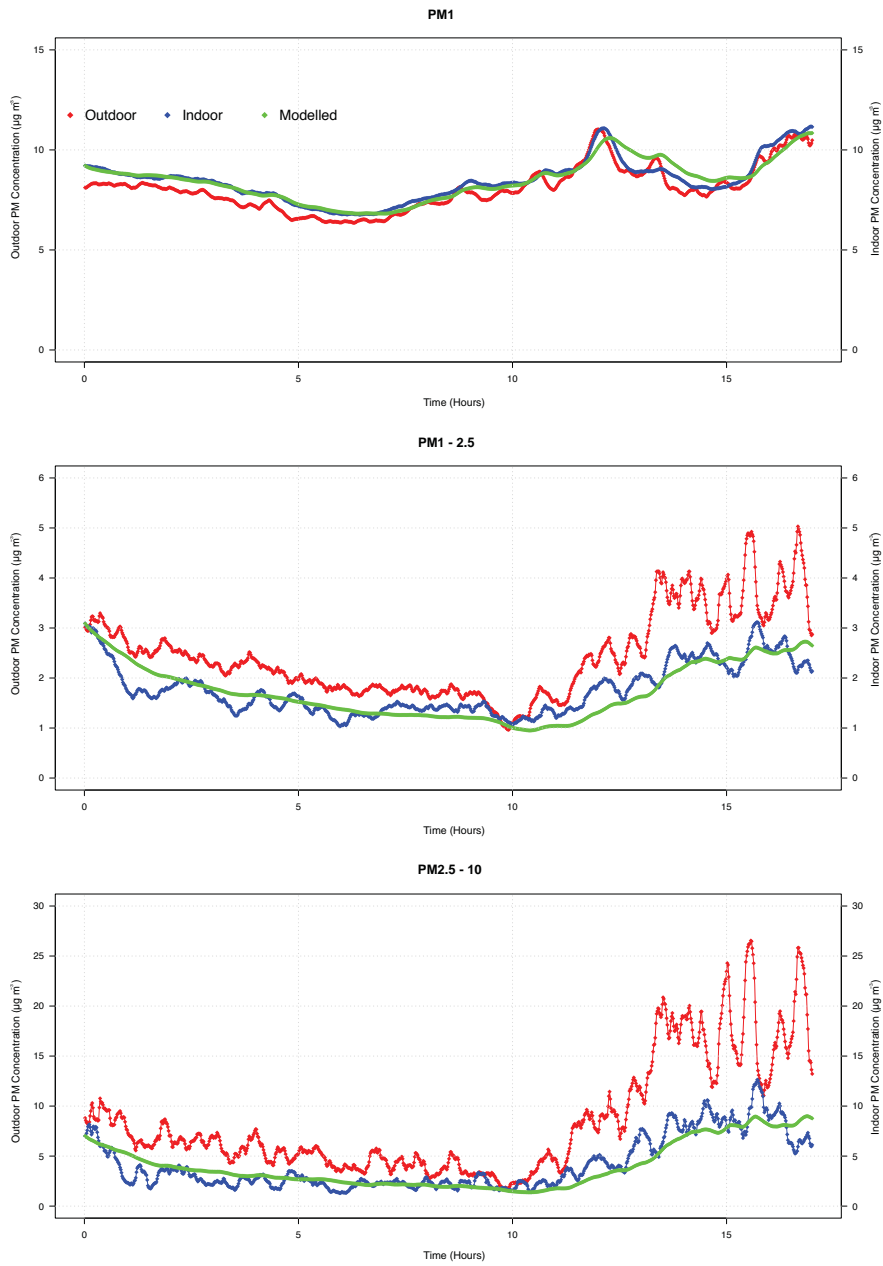 PM1
Outdoor PM Concentration (µg m⁻³)
15
10
5
0
Outdoor Indoor Modelled
15
10
5
0
Indoor PM Concentration (µg m⁻³)
0 5 10 15
Time (Hours)
PM1 - 2.5
Outdoor PM Concentration (µg m⁻³)
6
5
4
3
2
1
0
6
5
4
3
2
1
0
Indoor PM Concentration (µg m⁻³)
0 5 10 15
Time (Hours)
PM2.5 - 10
Outdoor PM Concentration (µg m⁻³)
30
25
20
15
10
5
0
30
25
20
15
10
5
0
Indoor PM Concentration (µg m⁻³)
0 5 10 15
Time (Hours)